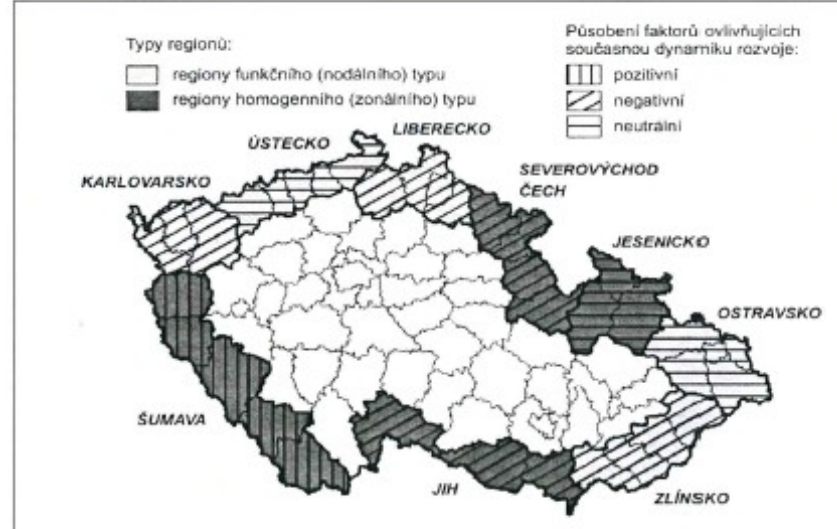 Typy regionů:
regiony funkčního (nodálního) typu
regiony homogenního (zonálního) typu
Působení faktorů ovlivňujících
současnou dynamiku rozvoje:
pozitivní
negativní
neutrální
ÚSTECKO
LIBERECKO
KARLOVARSKO
SEVEROVÝCHOD
ČECH
JESENICKO
OSTRAVSKO
ŠUMAVA
JIH
ZLÍNSKO